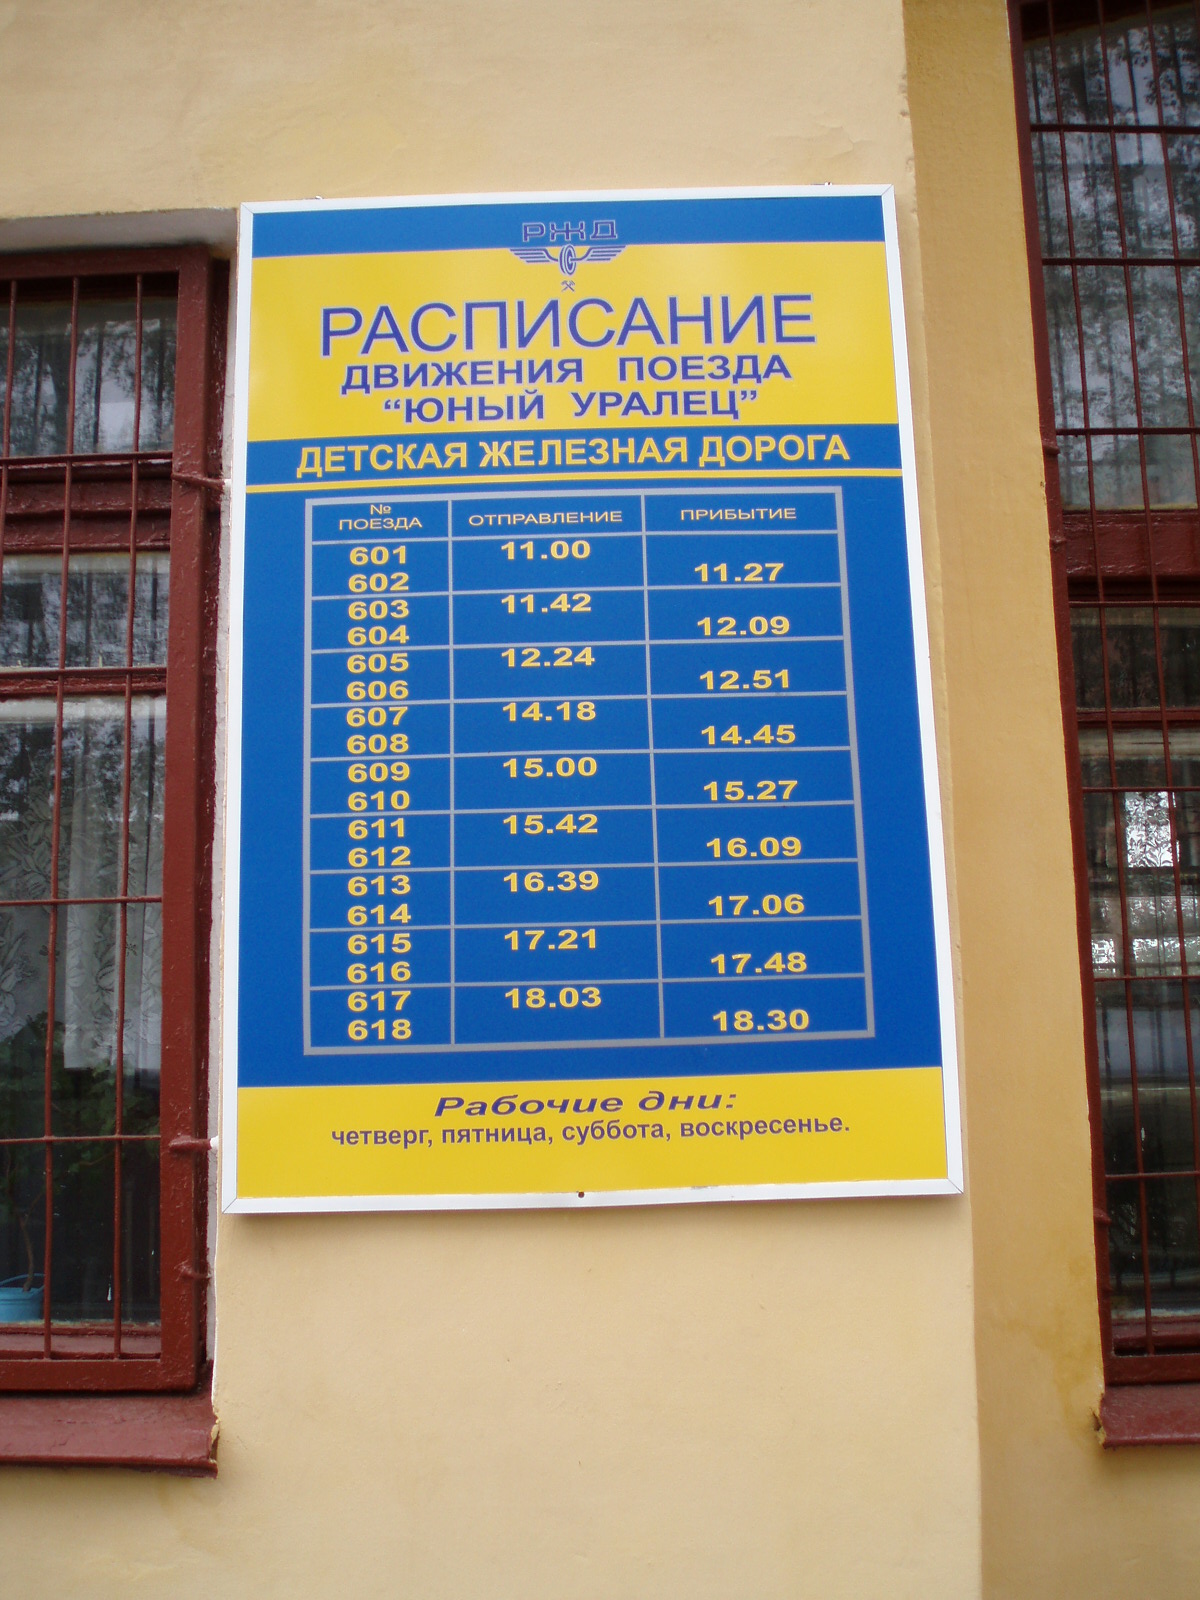 РЖД
РАСПИСАНИЕ
ДВИЖЕНИЯ ПОЕЗДА
“ЮНЫЙ УРАЛЕЦ”
ДЕТСКАЯ ЖЕЛЕЗНАЯ ДОРОГА
№ ПОЕЗДА ОТПРАВЛЕНИЕ ПРИБЫТИЕ
601 11.00
602 11.27
603 11.42
604 12.09
605 12.24
606 12.51
607 14.18
608 14.45
609 15.00
610 15.27
611 15.42
612 16.09
613 16.39
614 17.06
615 17.21
616 17.48
617 18.03
618 18.30
Рабочие дни:
четверг, пятница, суббота, воскресенье.